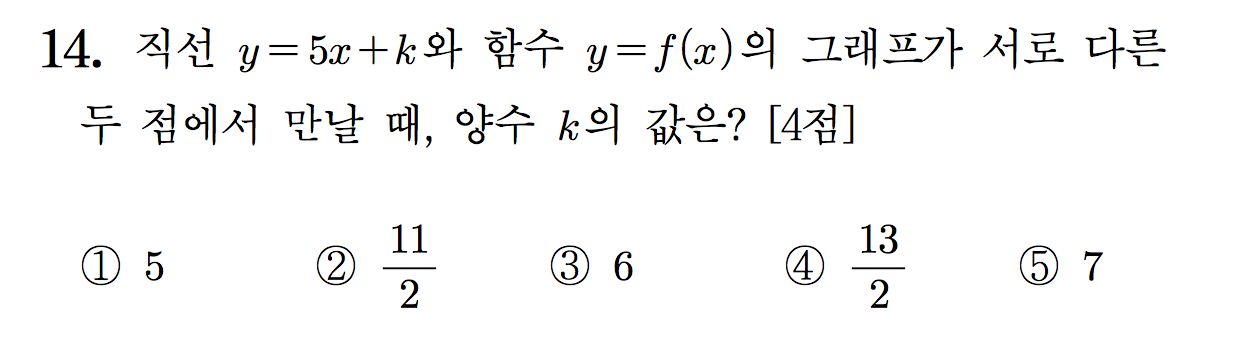 14. 직선 y=5x+k와 함수 y=f(x)의 그래프가 서로 다른
두 점에서 만날 때, 양수 k의 값은? [4점]
① 5 ② 11/2 ③ 6 ④ 13/2 ⑤ 7